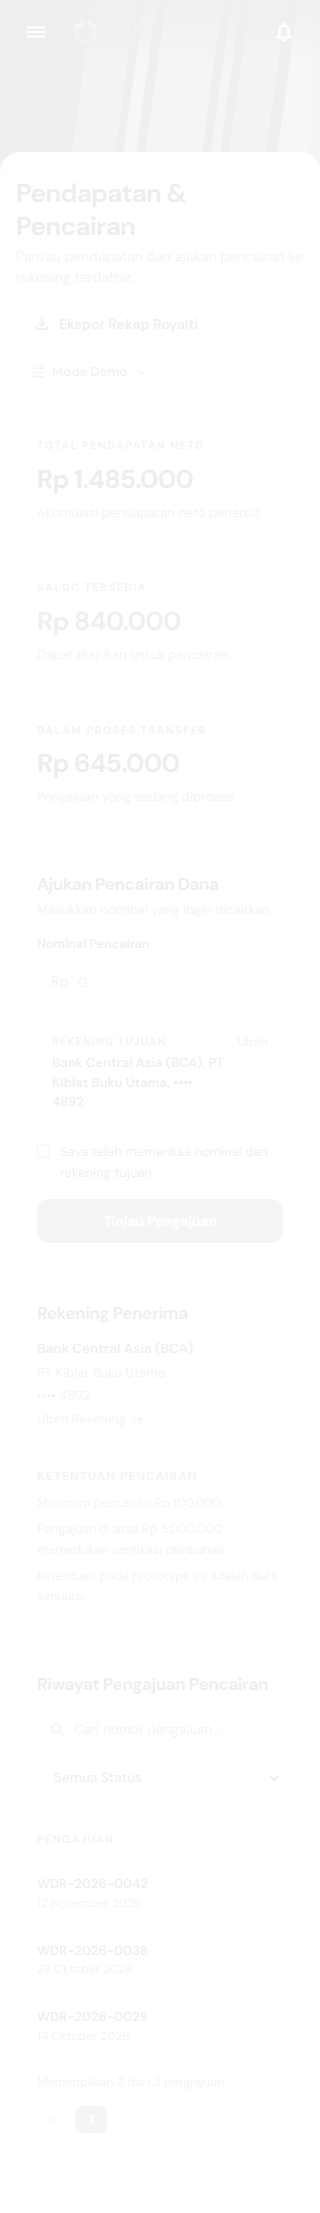 Pendapatan &
Pencairan
Pantau pendapatan dan ajukan pencairan ke
rekening terdaftar.
Ekspor Rekap Royalti
Mode Demo
TOTAL PENDAPATAN NETO
Rp 1.485.000
Akumulasi pendapatan neto penerbit
SALDO TERSEDIA
Rp 840.000
Dapat diajukan untuk pencairan
DALAM PROSES TRANSFER
Rp 645.000
Pengajuan yang sedang diproses
Ajukan Pencairan Dana
Masukkan nominal yang ingin dicairkan.
Nominal Pencairan
Rp 0
REKENING TUJUAN
Ubah
Bank Central Asia (BCA), PT
Kiblat Buku Utama, ••••
4892
Saya telah memeriksa nominal dan
rekening tujuan.
Tinjau Pengajuan
Rekening Penerima
Bank Central Asia (BCA)
PT Kiblat Buku Utama
•••• 4892
Ubah Rekening →
KETENTUAN PENCAIRAN
Minimum pencairan Rp 100.000.
Pengajuan di atas Rp 5.000.000
memerlukan verifikasi tambahan.
Ketentuan pada prototype ini adalah data
simulasi.
Riwayat Pengajuan Pencairan
Cari nomor pengajuan...
Semua Status
PENGAJUAN
WDR-2026-0042
12 November 2026
WDR-2026-0038
28 Oktober 2026
WDR-2026-0029
14 Oktober 2026
Menampilkan 3 dari 3 pengajuan
1